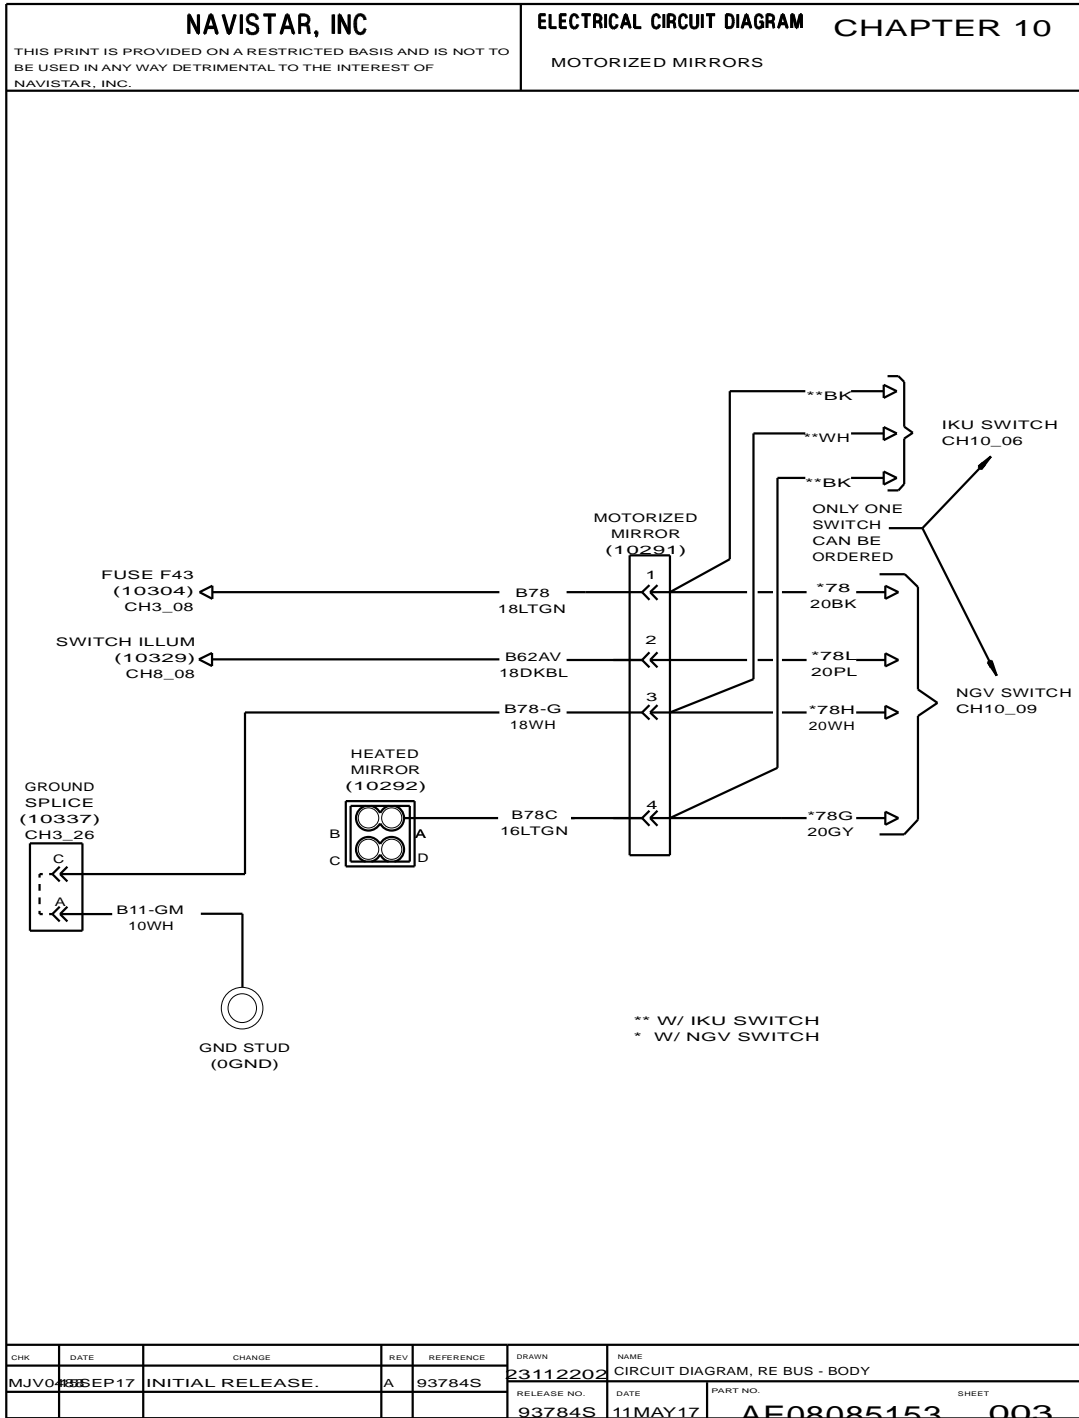 NAVISTAR, INC
THIS PRINT IS PROVIDED ON A RESTRICTED BASIS AND IS NOT TO
BE USED IN ANY WAY DETRIMENTAL TO THE INTEREST OF
NAVISTAR, INC.
ELECTRICAL CIRCUIT DIAGRAM
CHAPTER 10
MOTORIZED MIRRORS
**BK
**WH
**BK
IKU SWITCH
CH10_06
ONLY ONE
SWITCH
CAN BE
ORDERED
MOTORIZED
MIRROR
(10291)
FUSE F43
(10304)
CH3_08
B78
18LTGN
1
*78
20BK
SWITCH ILLUM
(10329)
CH8_08
B62AV
18DKBL
2
*78L
20PL
B78-G
18WH
3
*78H
20WH
NGV SWITCH
CH10_09
HEATED
MIRROR
(10292)
B
A
C
D
B78C
16LTGN
4
*78G
20GY
GROUND
SPLICE
(10337)
CH3_26
C
A
B11-GM
10WH
GND STUD
(0GND)
** W/ IKU SWITCH
* W/ NGV SWITCH
CHK
DATE
CHANGE
REV
REFERENCE
DRAWN
NAME
INITIAL RELEASE.
A
93784S
23112202
CIRCUIT DIAGRAM, RE BUS - BODY
RELEASE NO.
DATE
PART NO.
SHEET
93784S
11MAY17
AE08085153
003